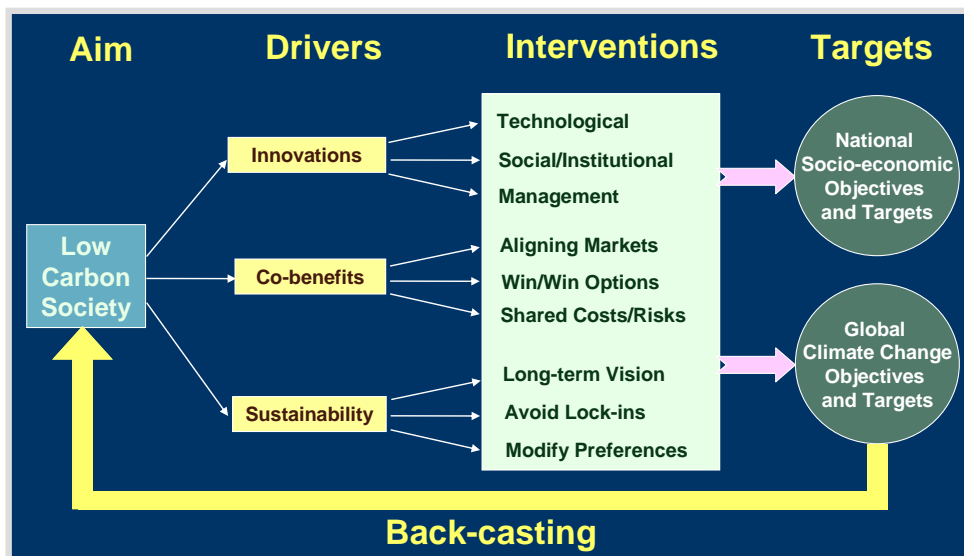 Aim
Drivers
Interventions
Targets
Low
Carbon
Society
Innovations
Co-benefits
Sustainability
Technological
Social/Institutional
Management
Aligning Markets
Win/Win Options
Shared Costs/Risks
Long-term Vision
Avoid Lock-ins
Modify Preferences
National
Socio-economic
Objectives
and Targets
Global
Climate Change
Objectives
and Targets
Back-casting